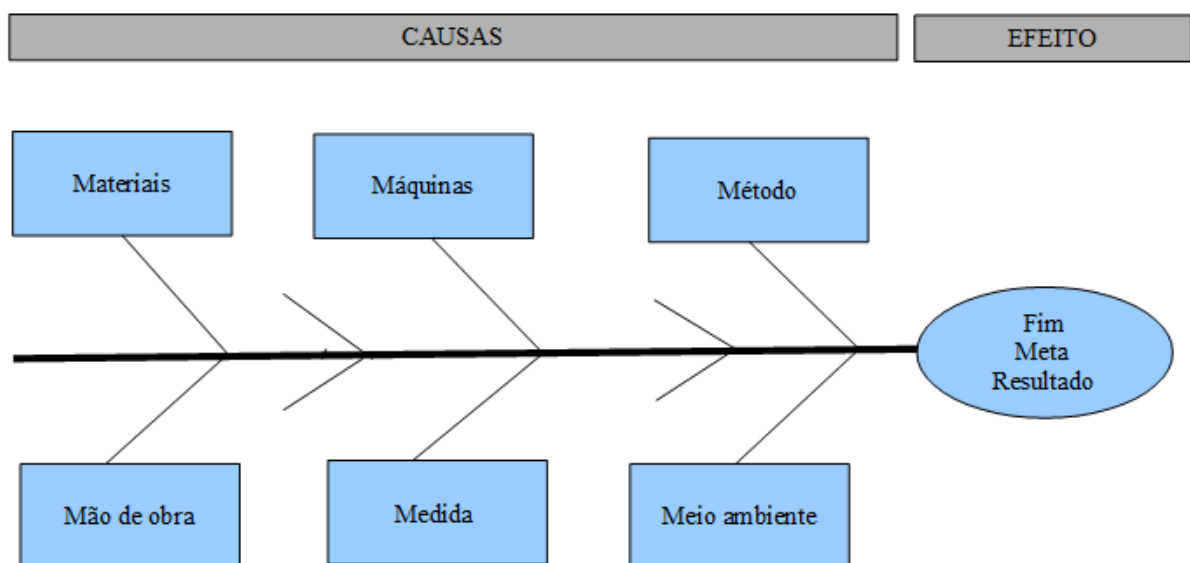 CAUSAS
EFEITO
Materiais
Máquinas
Método
Fim
Meta
Resultado
Mão de obra
Medida
Meio ambiente